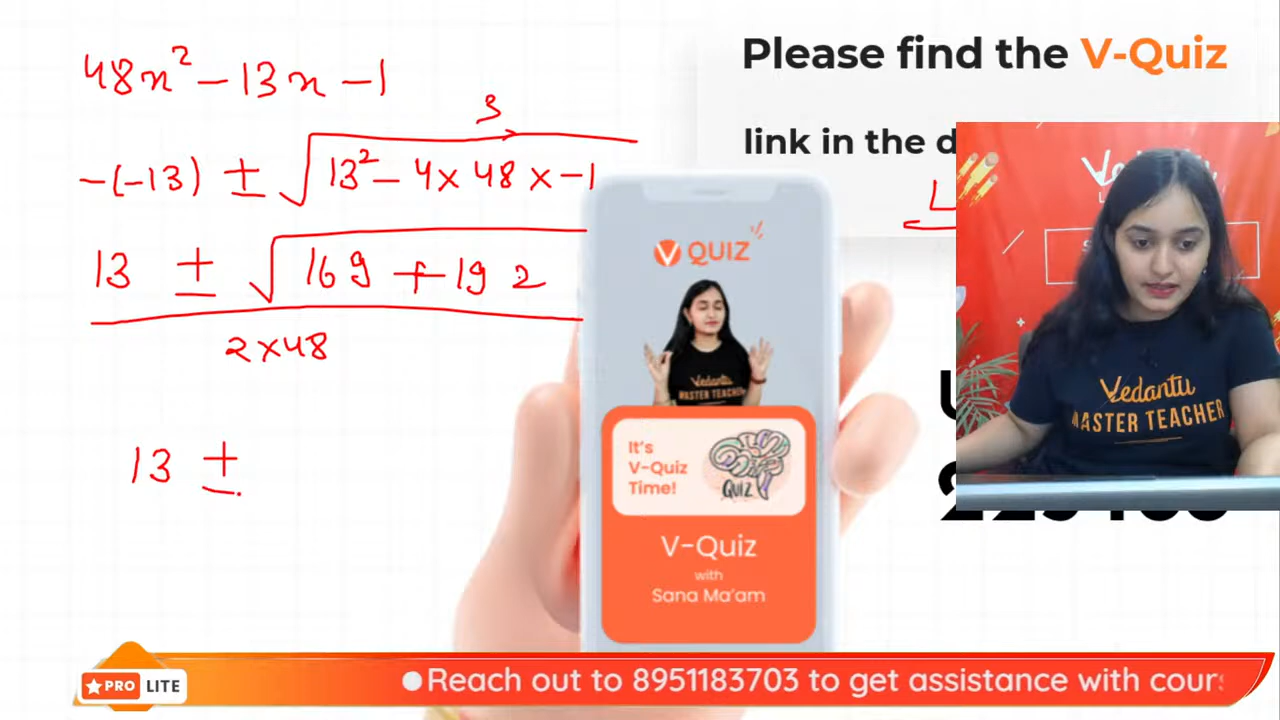 48x² - 13x - 1
3
-(-13) ± √13² - 4 x 48 x -1
13 ± √169 + 192
2 x 48
13 ±
Please find the V-Quiz
link in the d
V QUIZ
Vedantu
MASTER TEACHER
It's
V-Quiz
Time!
QUIZ
V-Quiz
with
Sana Ma'am
Vedantu
MASTER TEACHER
PRO LITE
Reach out to 8951183703 to get assistance with cour